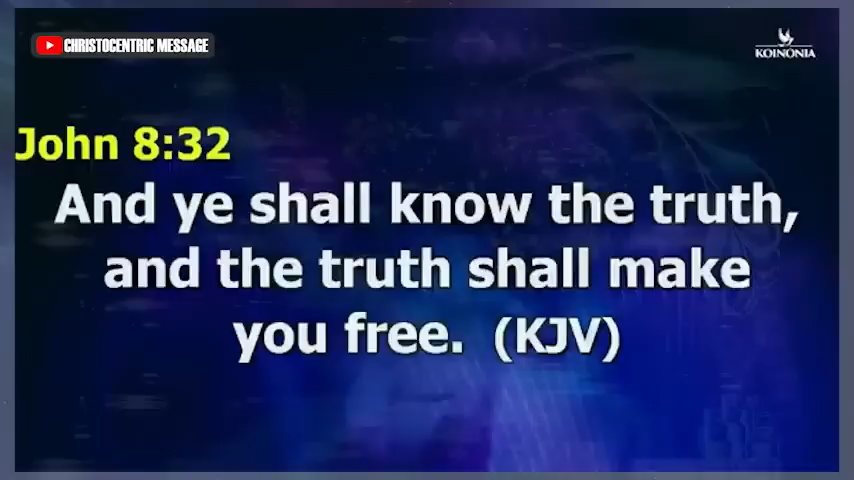 CHRISTOCENTRIC MESSAGE
KOINONIA
John 8:32
And ye shall know the truth,
and the truth shall make
you free. (KJV)